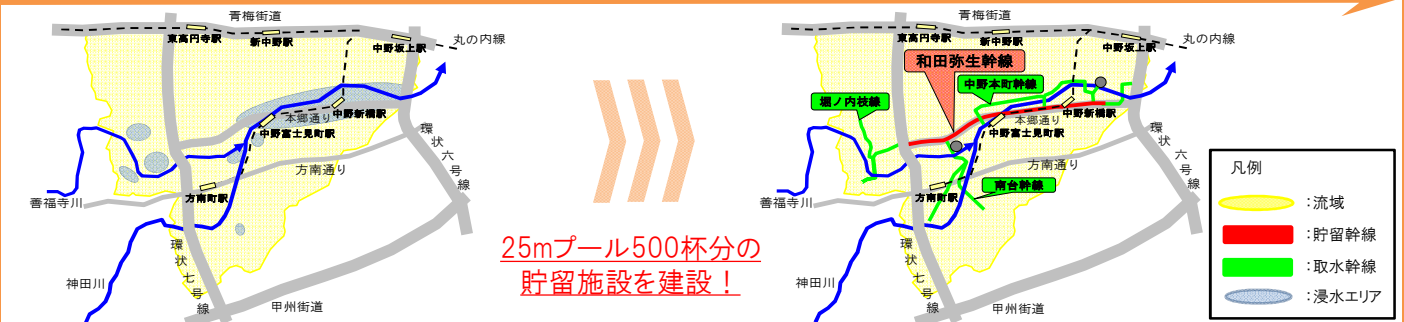 青梅街道
丸の内線
東高円寺駅
新中野駅
中野坂上駅
中野新橋駅
本郷通り
中野富士見町駅
方南通り
方南町駅
善福寺川
環状六号線
環状七号線
神田川
甲州街道
25mプール500杯分の
貯留施設を建設！
青梅街道
丸の内線
東高円寺駅
新中野駅
中野坂上駅
和田弥生幹線
中野本町幹線
堀ノ内枝線
中野新橋駅
本郷通り
中野富士見町駅
方南通り
南台幹線
方南町駅
善福寺川
環状六号線
環状七号線
神田川
甲州街道
凡例
：流域
：貯留幹線
：取水幹線
：浸水エリア